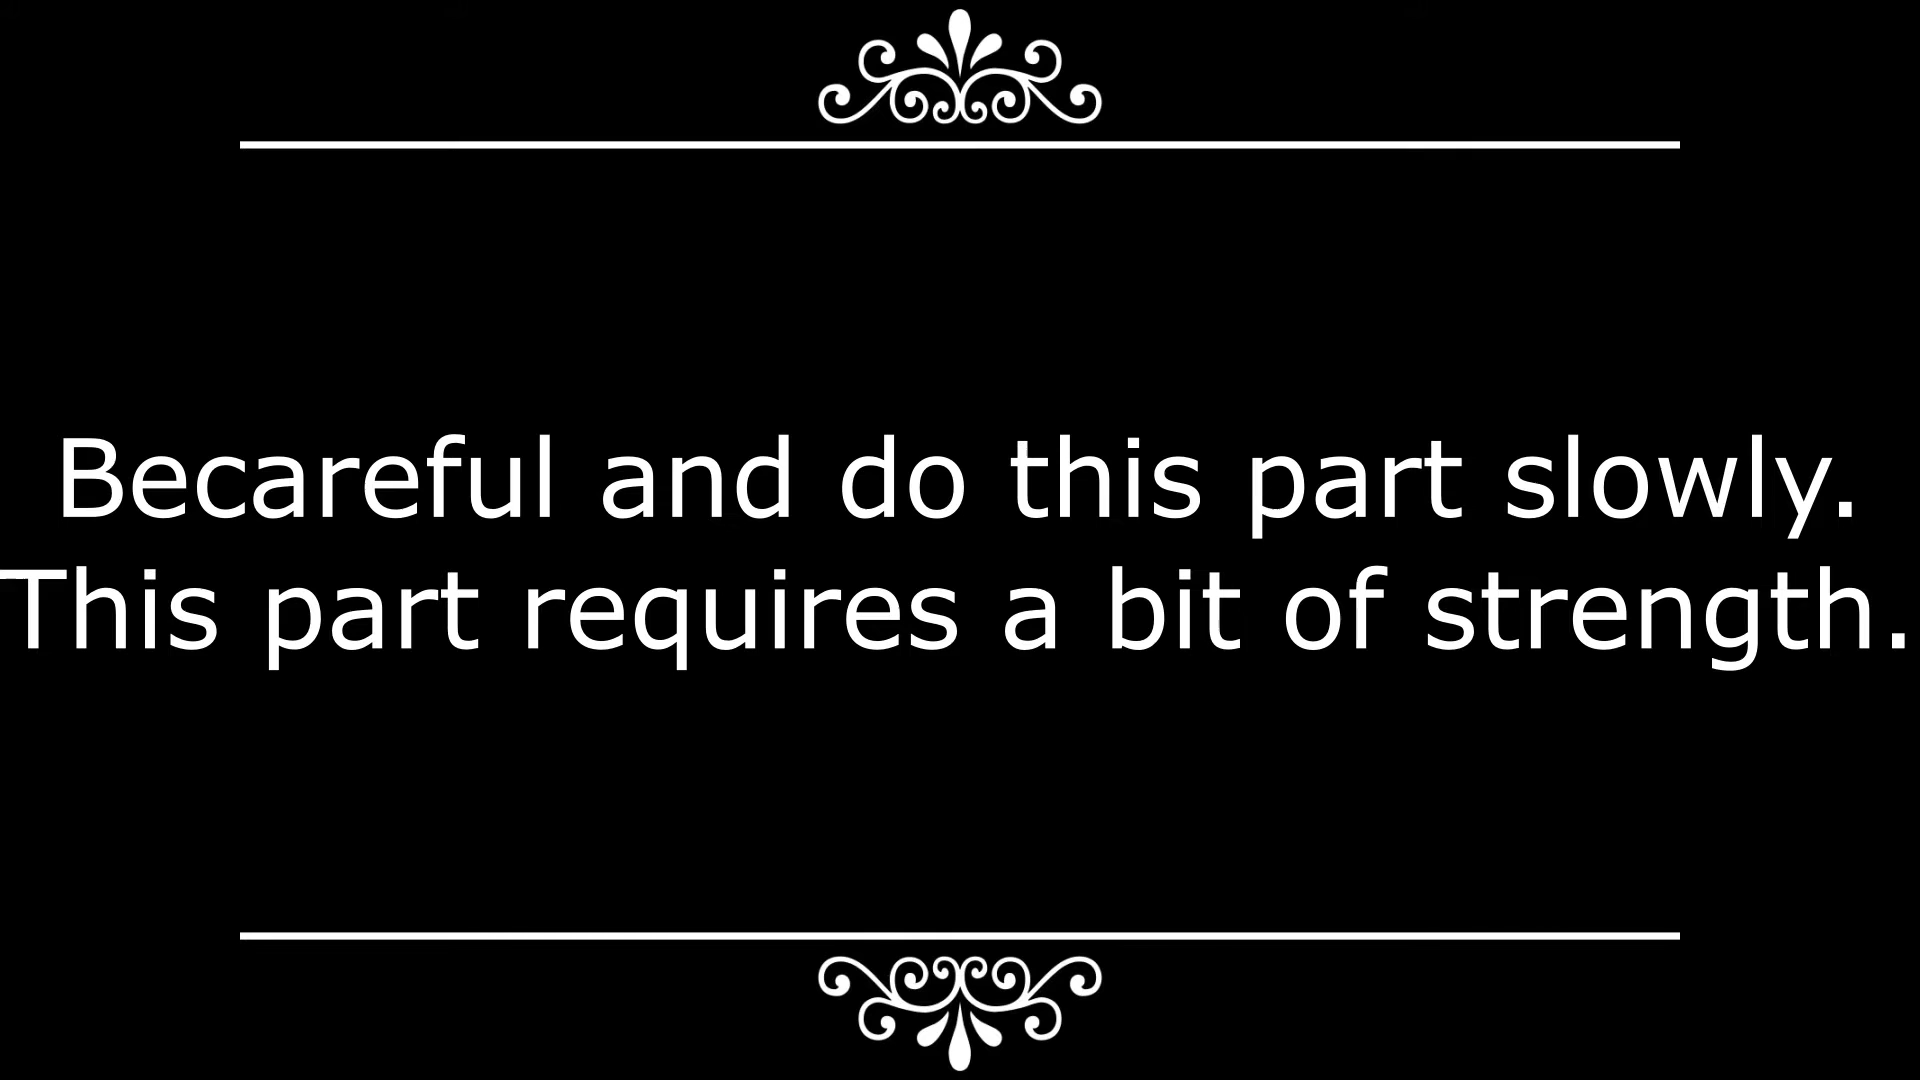 Becareful and do this part slowly.
This part requires a bit of strength.